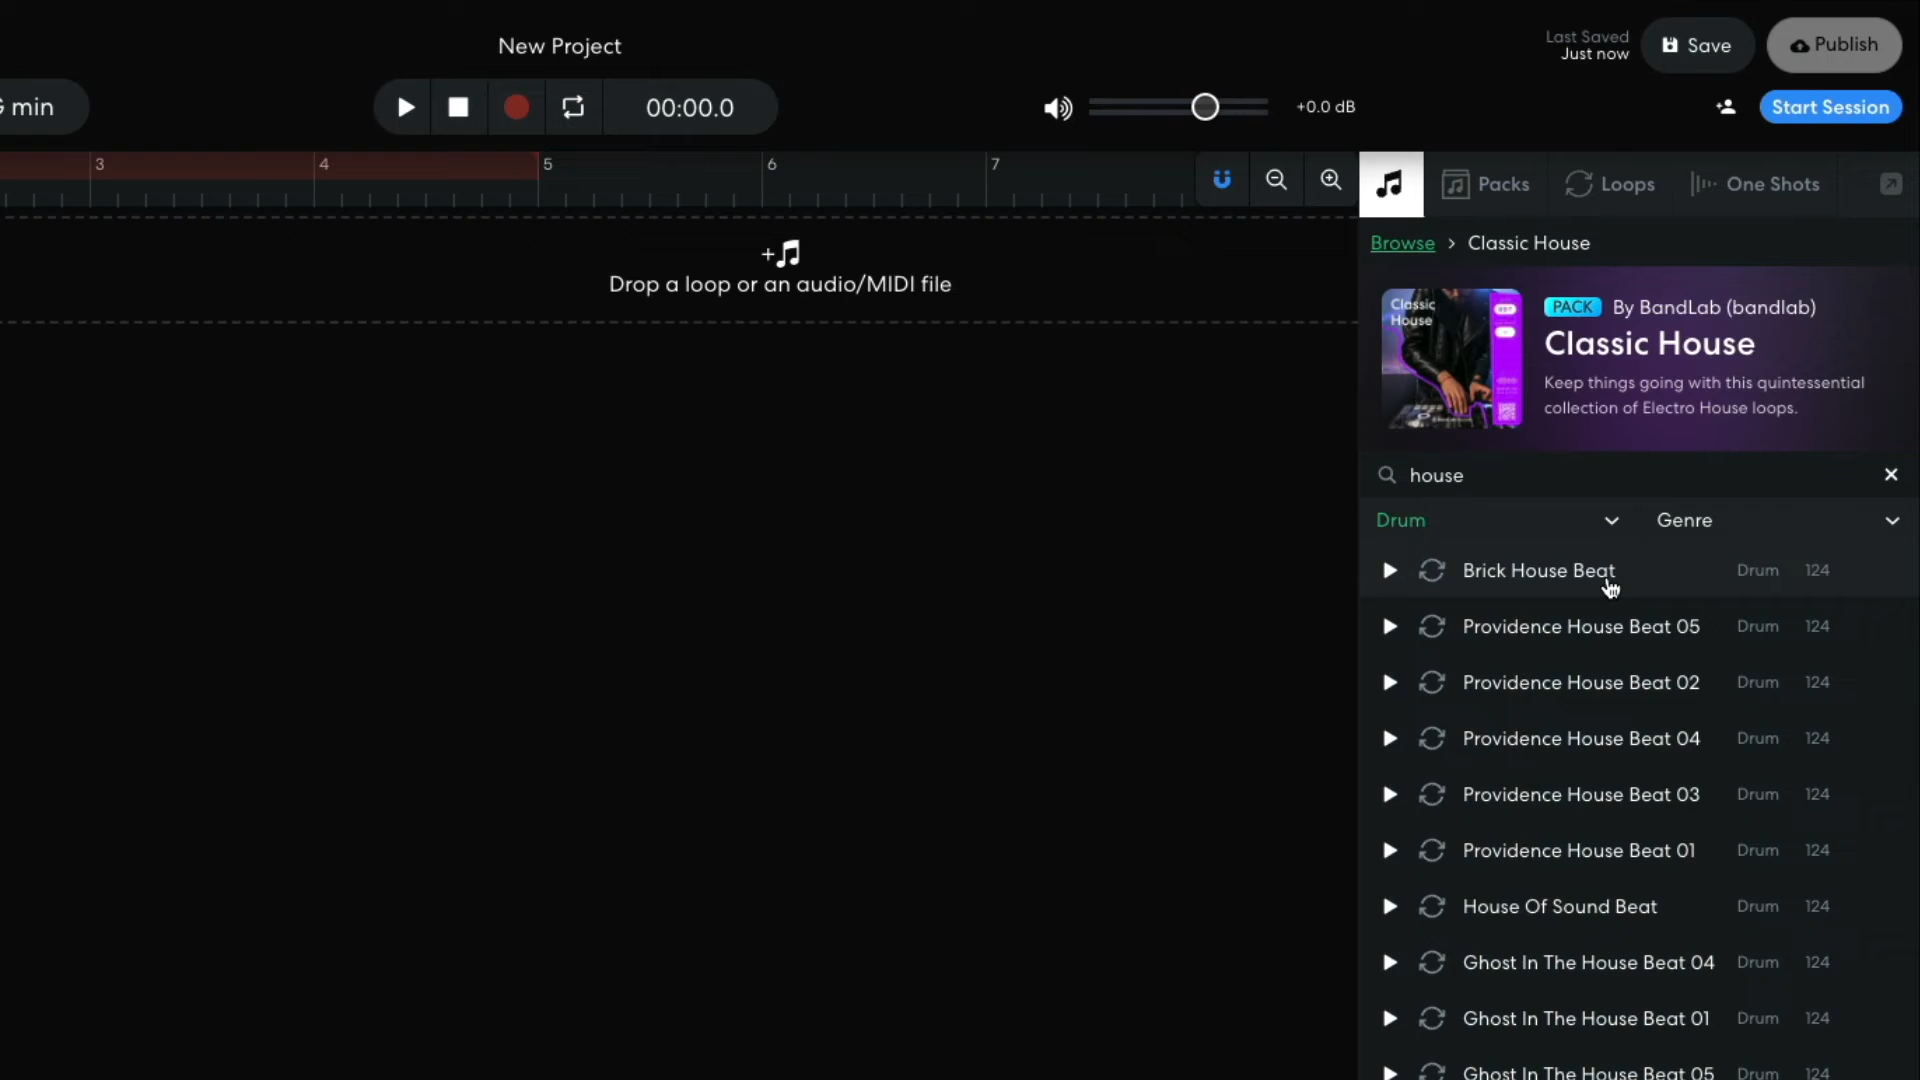 New Project
Last Saved
Just now
Save
Publish
min
00:00.0
+0.0 dB
Start Session
3 4 5 6 7
Packs Loops One Shots
Drop a loop or an audio/MIDI file
Browse > Classic House
Classic
House
PACK By BandLab (bandlab)
Classic House
Keep things going with this quintessential
collection of Electro House loops.
house
Drum Genre
Brick House Beat Drum 124
Providence House Beat 05 Drum 124
Providence House Beat 02 Drum 124
Providence House Beat 04 Drum 124
Providence House Beat 03 Drum 124
Providence House Beat 01 Drum 124
House Of Sound Beat Drum 124
Ghost In The House Beat 04 Drum 124
Ghost In The House Beat 01 Drum 124
Ghost In The House Beat 05 Drum 124